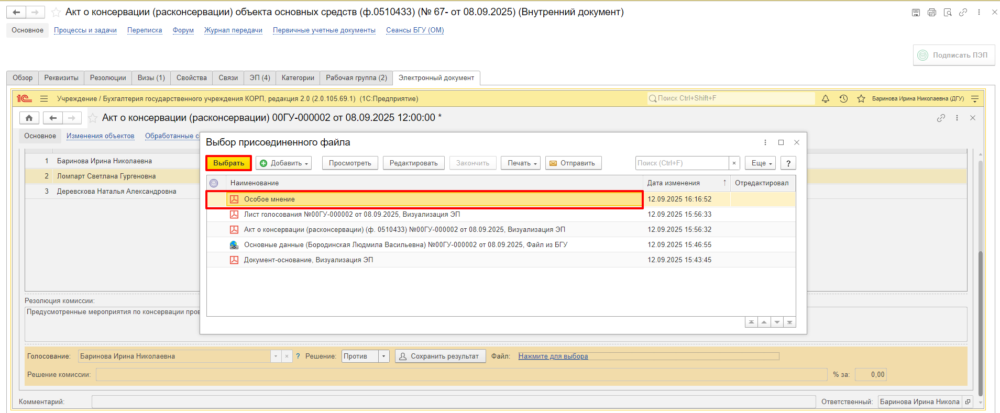 Акт о консервации (расконсервации) объекта основных средств (ф.0510433) (№ 67- от 08.09.2025) (Внутренний документ)
Основное Процессы и задачи Переписка Форум Журнал передачи Первичные учетные документы Сеансы БГУ (ОМ)
Подписать ПЭП
Обзор Реквизиты Резолюции Визы (1) Свойства Связи ЭП (4) Категории Рабочая группа (2) Электронный документ
1С Учреждение / Бухгалтерия государственного учреждения КОРП, редакция 2.0 (2.0.105.69.1) (1С:Предприятие) Поиск Ctrl+Shift+F Баринова Ирина Николаевна (ДГУ)
Акт о консервации (расконсервации) 00ГУ-000002 от 08.09.2025 12:00:00 *
Основное Изменения объектов Обработанные с
Выбор присоединенного файла
Выбрать Добавить Просмотреть Редактировать Закончить Печать Отправить Поиск (Ctrl+F) × Еще ?
Наименование Дата изменения ↑ Отредактировал
Особое мнение 12.09.2025 16:16:52
Лист голосования №00ГУ-000002 от 08.09.2025, Визуализация ЭП 12.09.2025 15:56:33
Акт о консервации (расконсервации) (ф. 0510433) №00ГУ-000002 от 08.09.2025, Визуализация ЭП 12.09.2025 15:56:32
Основные данные (Бородинская Людмила Васильевна) №00ГУ-000002 от 08.09.2025, Файл из БГУ 12.09.2025 15:46:55
Документ-основание, Визуализация ЭП 12.09.2025 15:43:45
1 Баринова Ирина Николаевна
2 Ломпарт Светлана Гургеновна
3 Деревскова Наталья Александровна
Резолюция комиссии:
Предусмотренные мероприятия по консервации пров
Голосование: Баринова Ирина Николаевна × ? Решение: Против Сохранить результат Файл: Нажмите для выбора
Решение комиссии: % за: 0,00
Комментарий: Ответственный: Баринова Ирина Никола